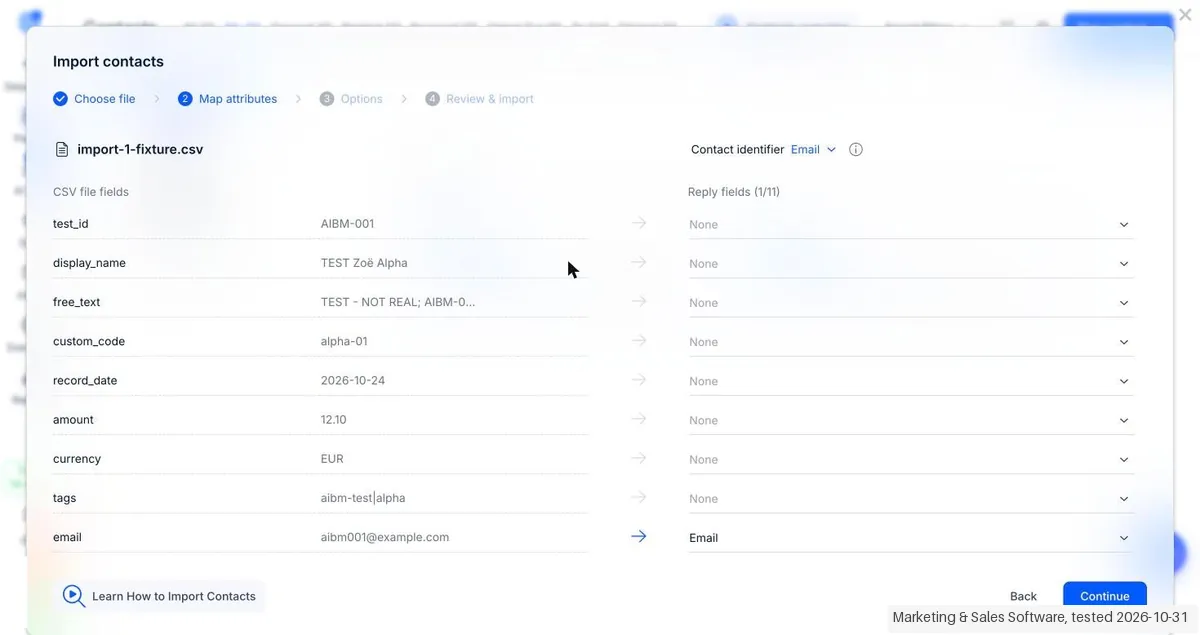 Import contacts
Choose file 2 Map attributes 3 Options 4 Review & import
import-1-fixture.csv Contact identifier Email
CSV file fields Reply fields (1/11)
test_id AIBM-001 None
display_name TEST Zoë Alpha None
free_text TEST - NOT REAL; AIBM-0... None
custom_code alpha-01 None
record_date 2026-10-24 None
amount 12.10 None
currency EUR None
tags aibm-test|alpha None
email aibm001@example.com Email
Learn How to Import Contacts Back Continue
Marketing & Sales Software, tested 2026-10-31